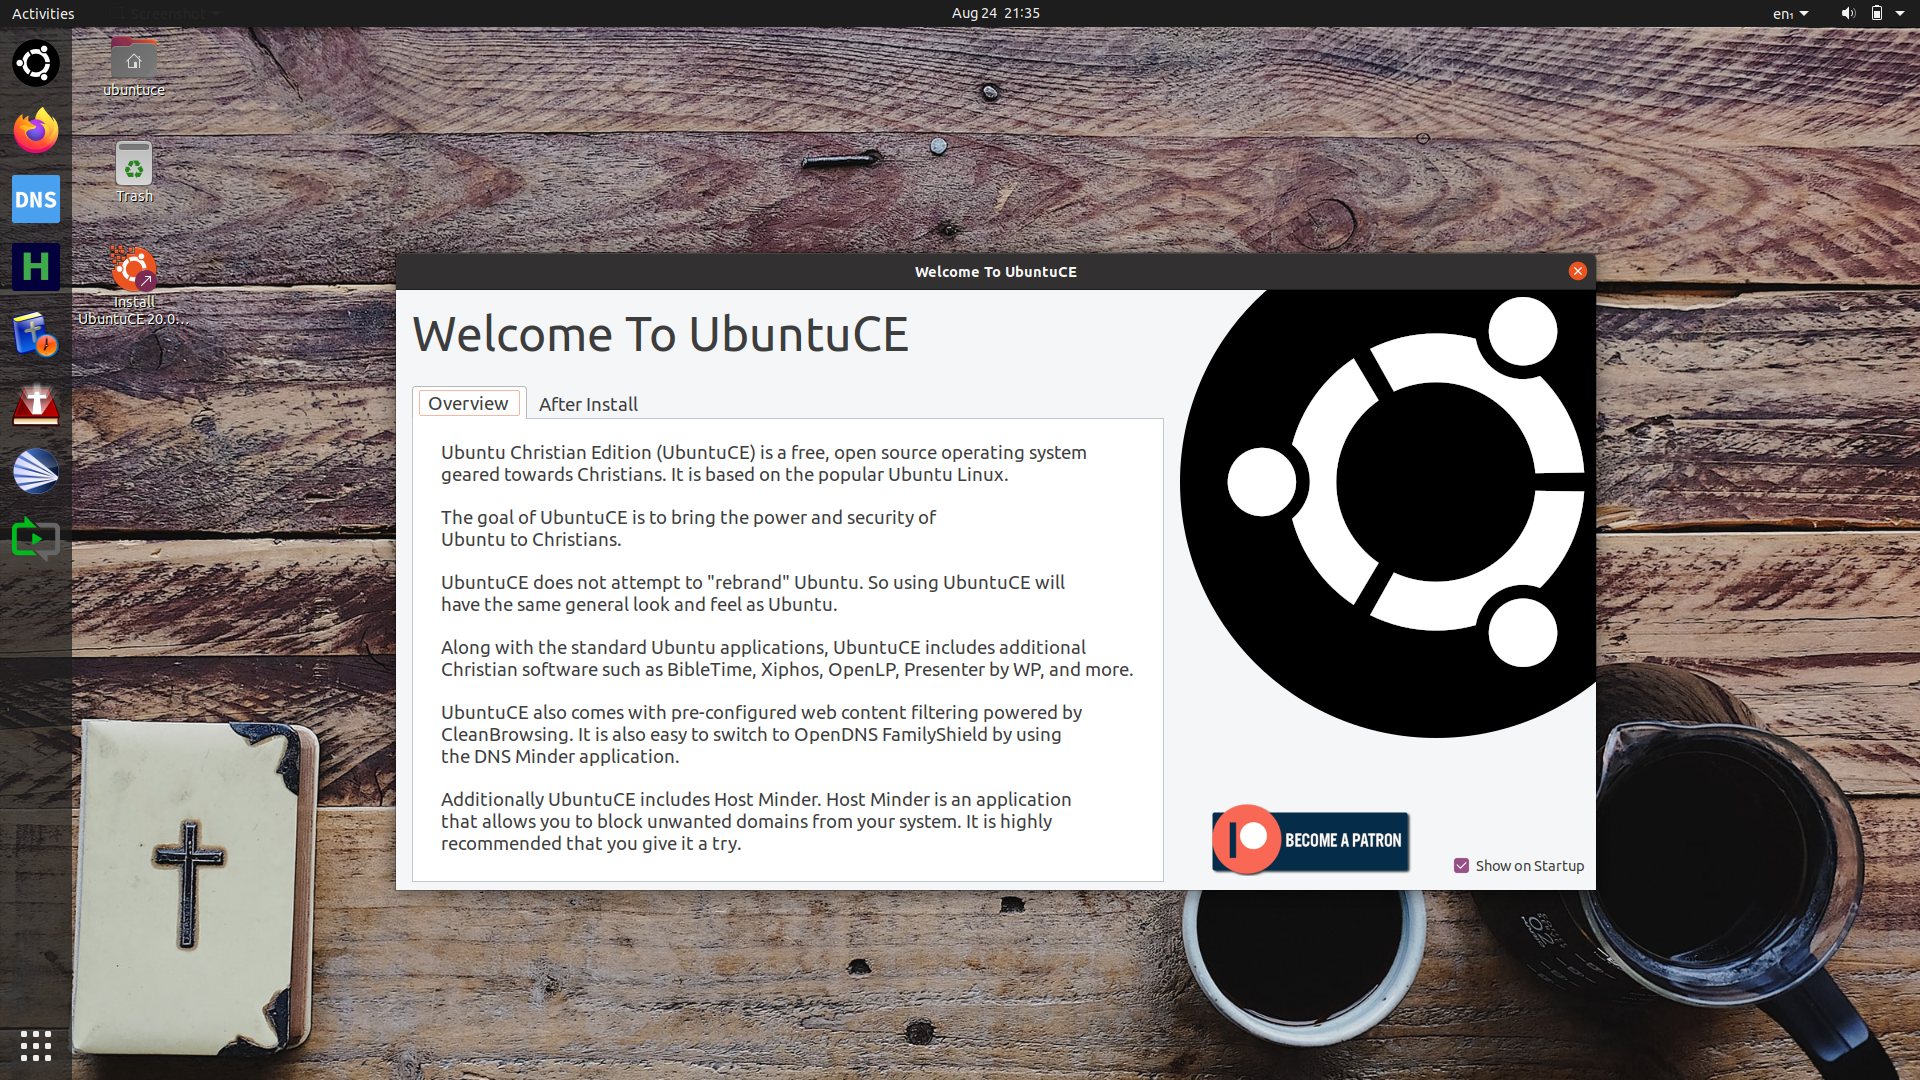 Activities
Screenshot
Aug 24 21:35
en₁
ubuntuce
Trash
DNS
H
Install
UbuntuCE 20.0...
Welcome To UbuntuCE
Welcome To UbuntuCE
Overview
After Install
Ubuntu Christian Edition (UbuntuCE) is a free, open source operating system
geared towards Christians. It is based on the popular Ubuntu Linux.
The goal of UbuntuCE is to bring the power and security of
Ubuntu to Christians.
UbuntuCE does not attempt to "rebrand" Ubuntu. So using UbuntuCE will
have the same general look and feel as Ubuntu.
Along with the standard Ubuntu applications, UbuntuCE includes additional
Christian software such as BibleTime, Xiphos, OpenLP, Presenter by WP, and more.
UbuntuCE also comes with pre-configured web content filtering powered by
CleanBrowsing. It is also easy to switch to OpenDNS FamilyShield by using
the DNS Minder application.
Additionally UbuntuCE includes Host Minder. Host Minder is an application
that allows you to block unwanted domains from your system. It is highly
recommended that you give it a try.
BECOME A PATRON
Show on Startup